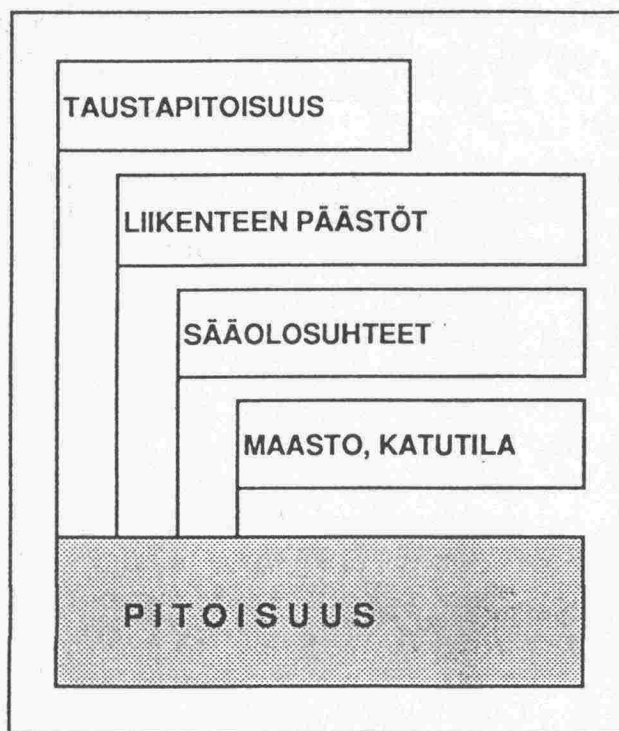 TAUSTAPITOISUUS
LIIKENTEEN PÄÄSTÖT
SÄÄOLOSUHTEET
MAASTO, KATUTILA
PITOISUUS